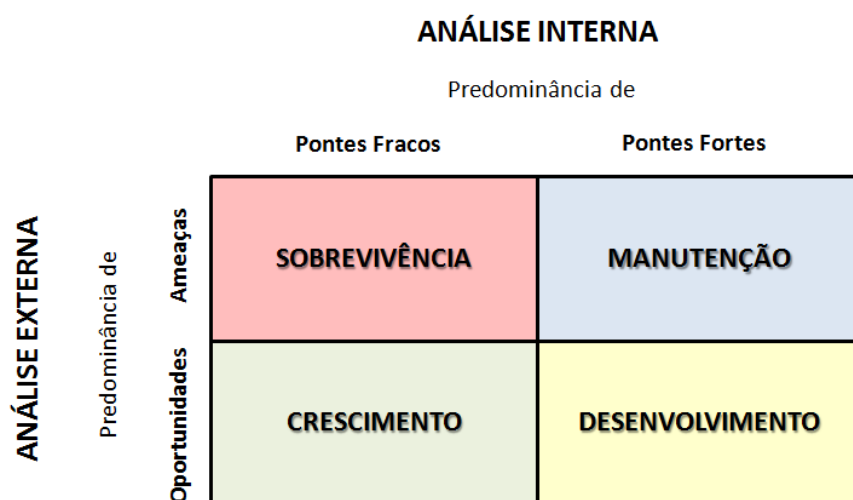 ANÁLISE INTERNA
Predominância de
Pontes Fracos
Pontes Fortes
ANÁLISE EXTERNA
Predominância de
Ameaças
SOBREVIVÊNCIA
MANUTENÇÃO
Oportunidades
CRESCIMENTO
DESENVOLVIMENTO